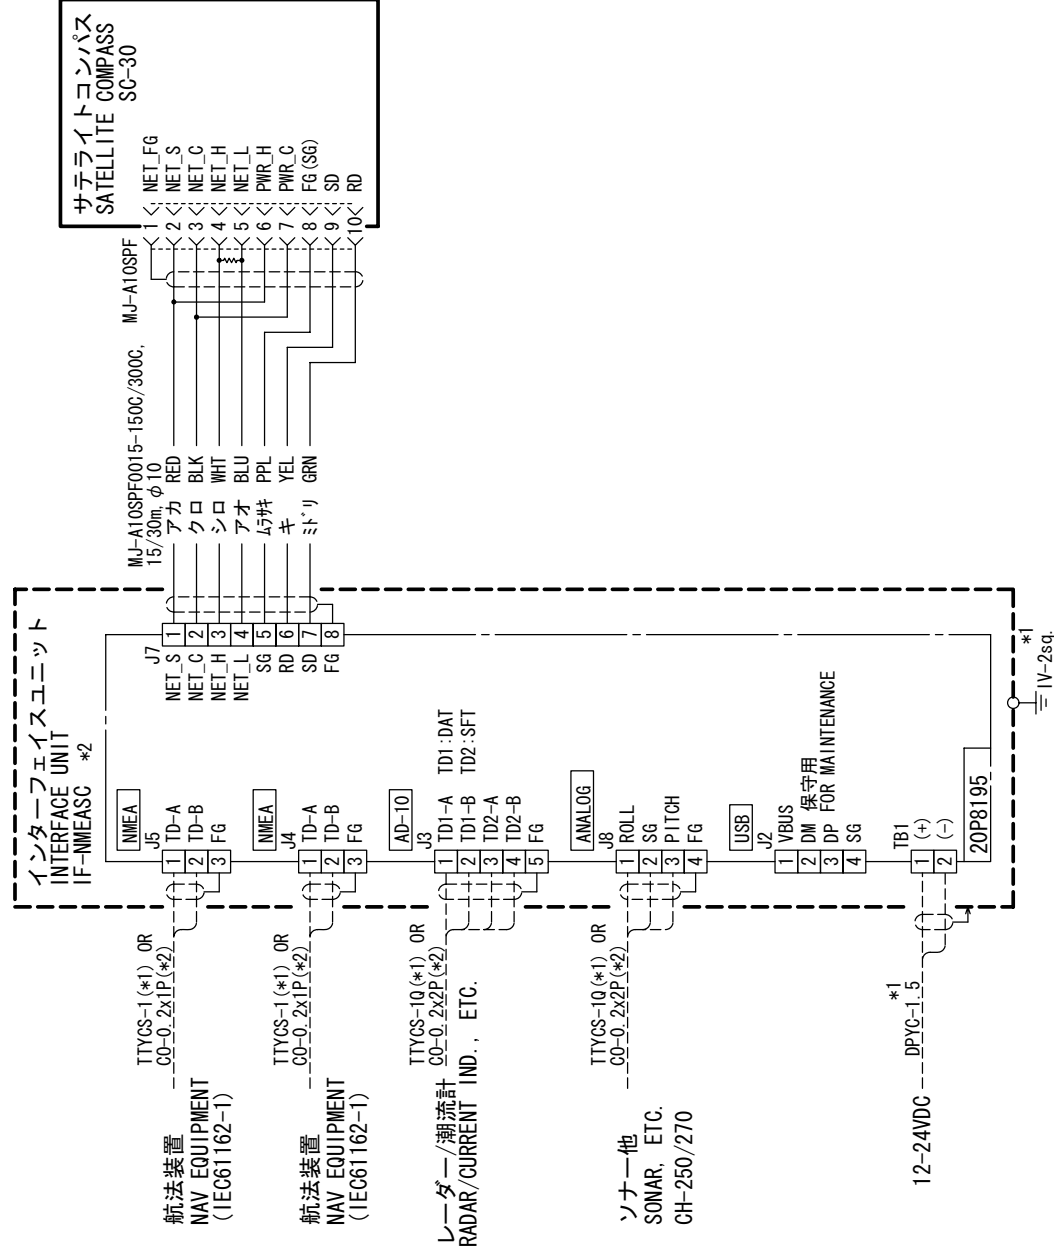 サテライトコンパス
SATELLITE COMPASS
SC-30
1 NET_FG
2 NET_S
3 NET_C
4 NET_H
5 NET_L
6 PWR_H
7 PWR_C
8 FG(SG)
9 SD
10 RD
MJ-A10SPF
MJ-A10SPF0015-150C/300C,
15/30m, φ10
アカ RED
クロ BLK
シロ WHT
アオ BLU
ムラサキ PPL
キ YEL
ミドリ GRN
インターフェイスユニット
INTERFACE UNIT
IF-NMEASC *2
J7
NET_S 1
NET_C 2
NET_H 3
NET_L 4
SG 5
RD 6
SD 7
FG 8
NMEA
J5
1 TD-A
2 TD-B
3 FG
NMEA
J4
1 TD-A
2 TD-B
3 FG
AD-10
J3
1 TD1-A TD1:DAT
2 TD1-B TD2:SFT
3 TD2-A
4 TD2-B
5 FG
ANALOG
J8
1 ROLL
2 SG
3 PITCH
4 FG
USB
J2
1 VBUS
2 DM 保守用
3 DP FOR MAINTENANCE
4 SG
TB1
1 (+)
2 (-)
20P8195
*1
IV-2sq.
TTYCS-1(*1) OR
CO-0.2x1P(*2)
航法装置
NAV EQUIPMENT
(IEC61162-1)
TTYCS-1(*1) OR
CO-0.2x1P(*2)
航法装置
NAV EQUIPMENT
(IEC61162-1)
TTYCS-1Q(*1) OR
CO-0.2x2P(*2)
レーダー/潮流計
RADAR/CURRENT IND., ETC.
TTYCS-1Q(*1) OR
CO-0.2x2P(*2)
ソナー他
SONAR, ETC.
CH-250/270
*1
DPYC-1.5
12-24VDC